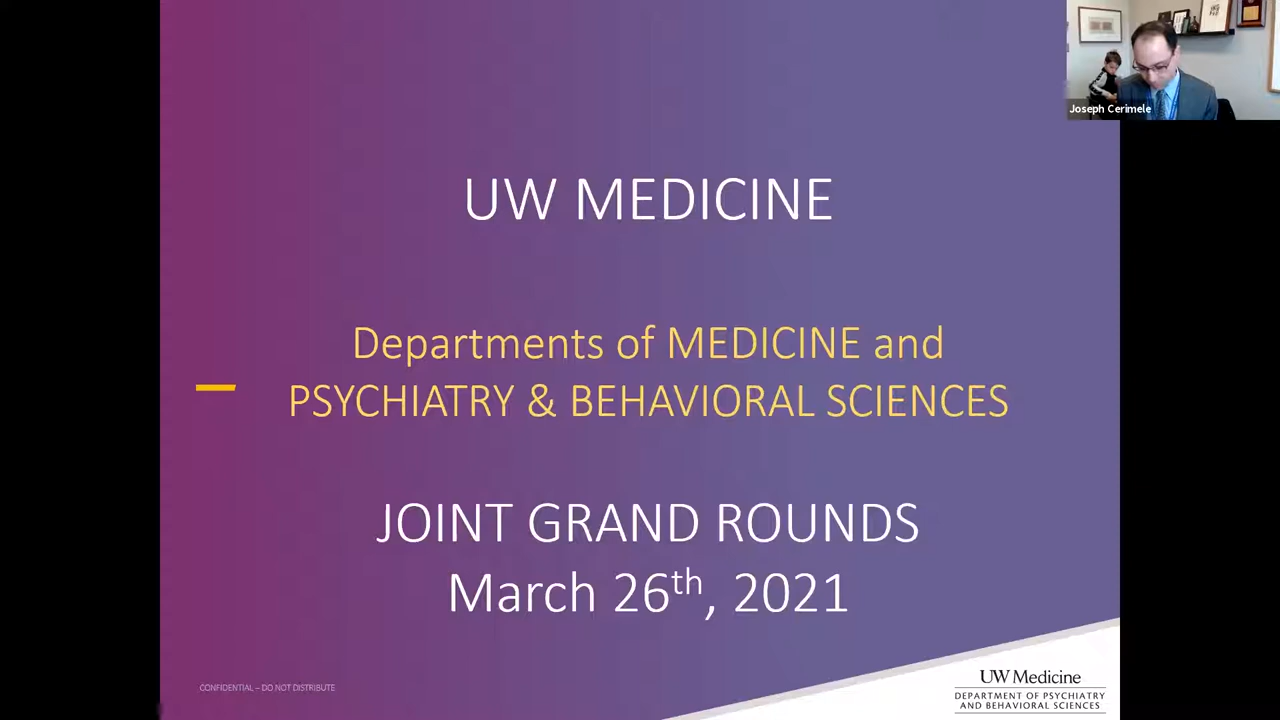 Joseph Cerimele
UW MEDICINE
Departments of MEDICINE and
PSYCHIATRY & BEHAVIORAL SCIENCES
JOINT GRAND ROUNDS
March 26th, 2021
CONFIDENTIAL – DO NOT DISTRIBUTE
UW Medicine
DEPARTMENT OF PSYCHIATRY
AND BEHAVIORAL SCIENCES